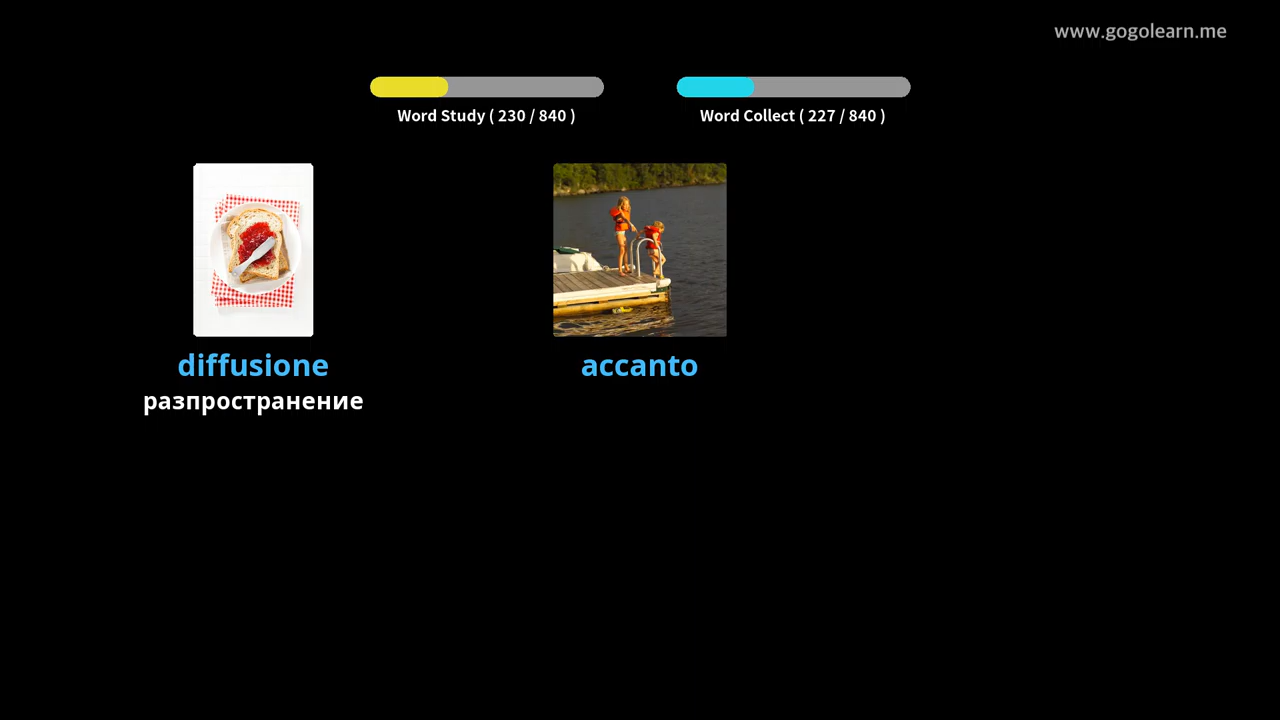 www.gogolearn.me
Word Study ( 230 / 840 )
Word Collect ( 227 / 840 )
diffusione
accanto
разпространение